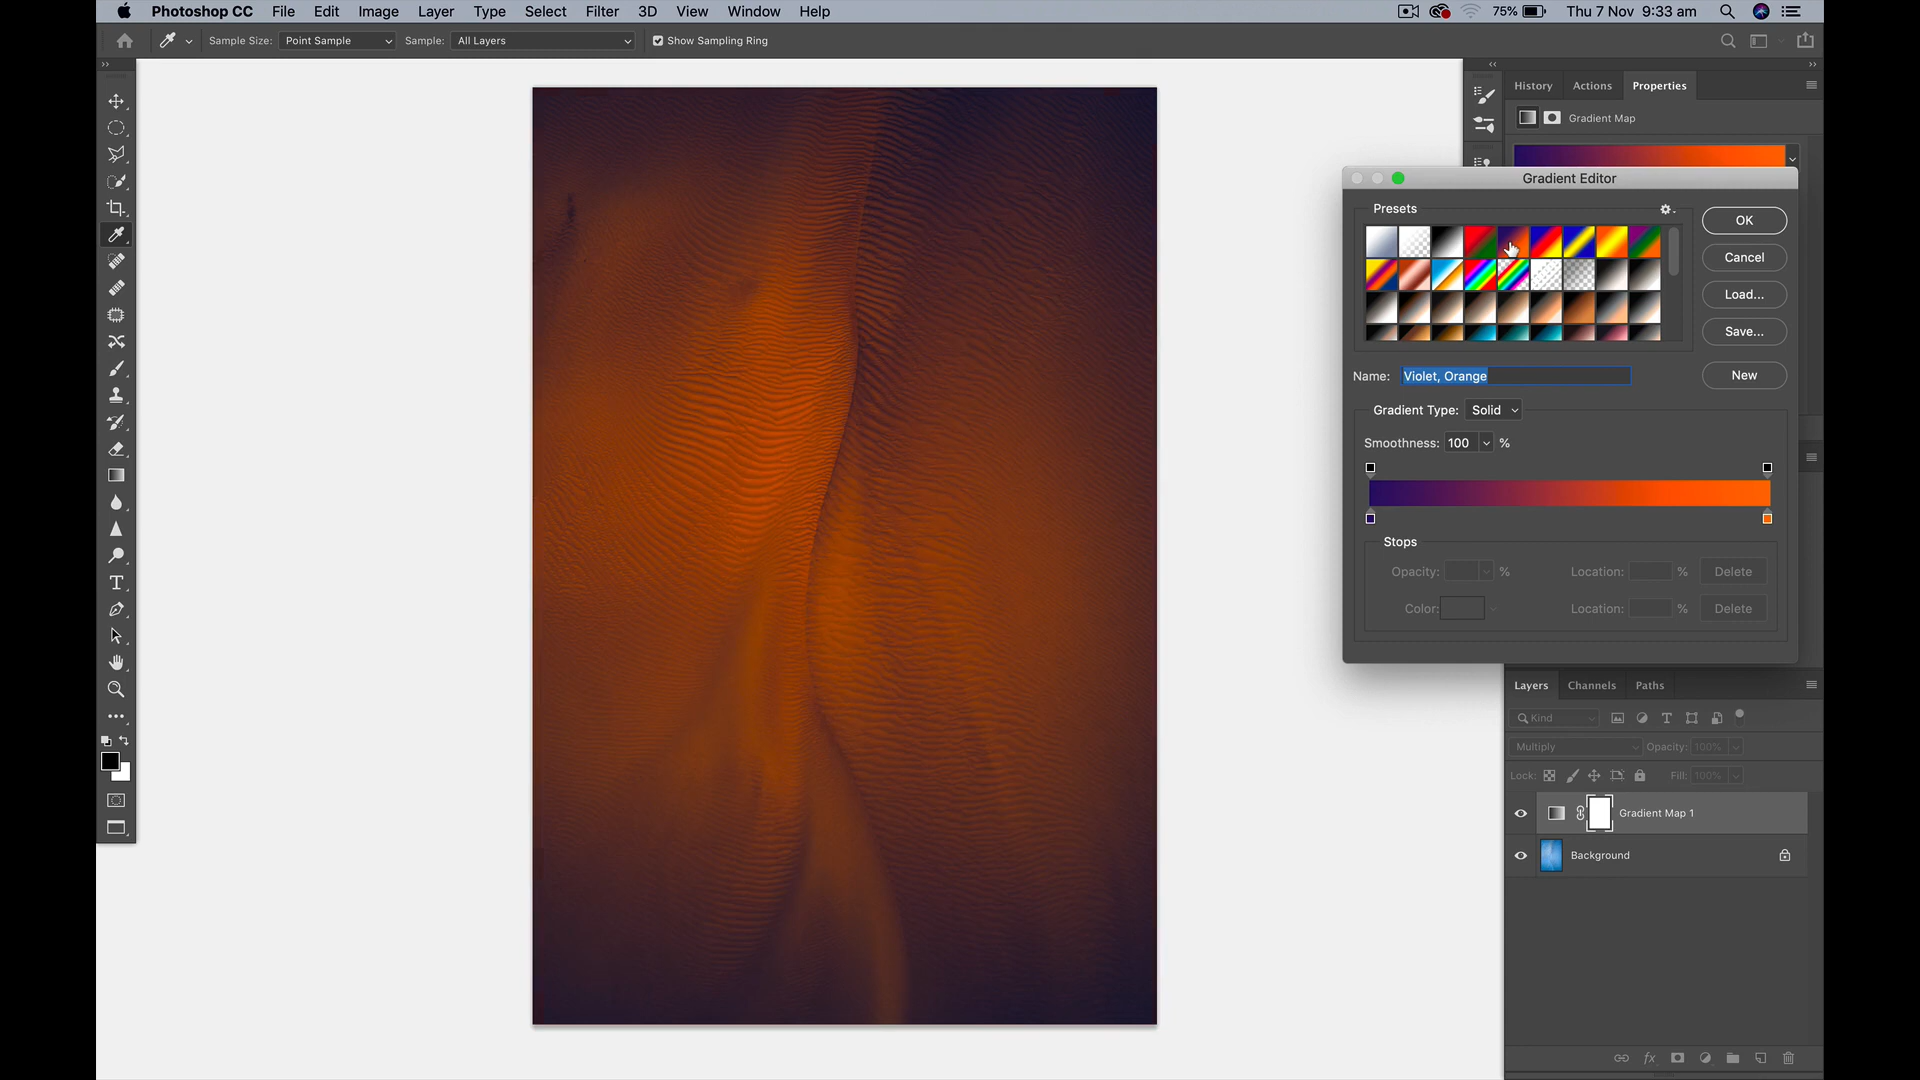 Photoshop CC File Edit Image Layer Type Select Filter 3D View Window Help 75% Thu 7 Nov 9:33 am
Sample Size: Point Sample Sample: All Layers Show Sampling Ring
History Actions Properties
Gradient Map
Gradient Editor
Presets
OK
Cancel
Load...
Save...
Name: Violet, Orange New
Gradient Type: Solid
Smoothness: 100 %
Stops
Opacity: % Location: % Delete
Color: Location: % Delete
Layers Channels Paths
Kind
Multiply Opacity: 100%
Lock: Fill: 100%
Gradient Map 1
Background
fx